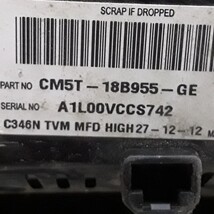 SCRAP IF DROPPED
PART NO CM5T-18B955-GE
SERIAL NO A1L00VCCS742
C346N TVM MFD HIGH 27-12-12